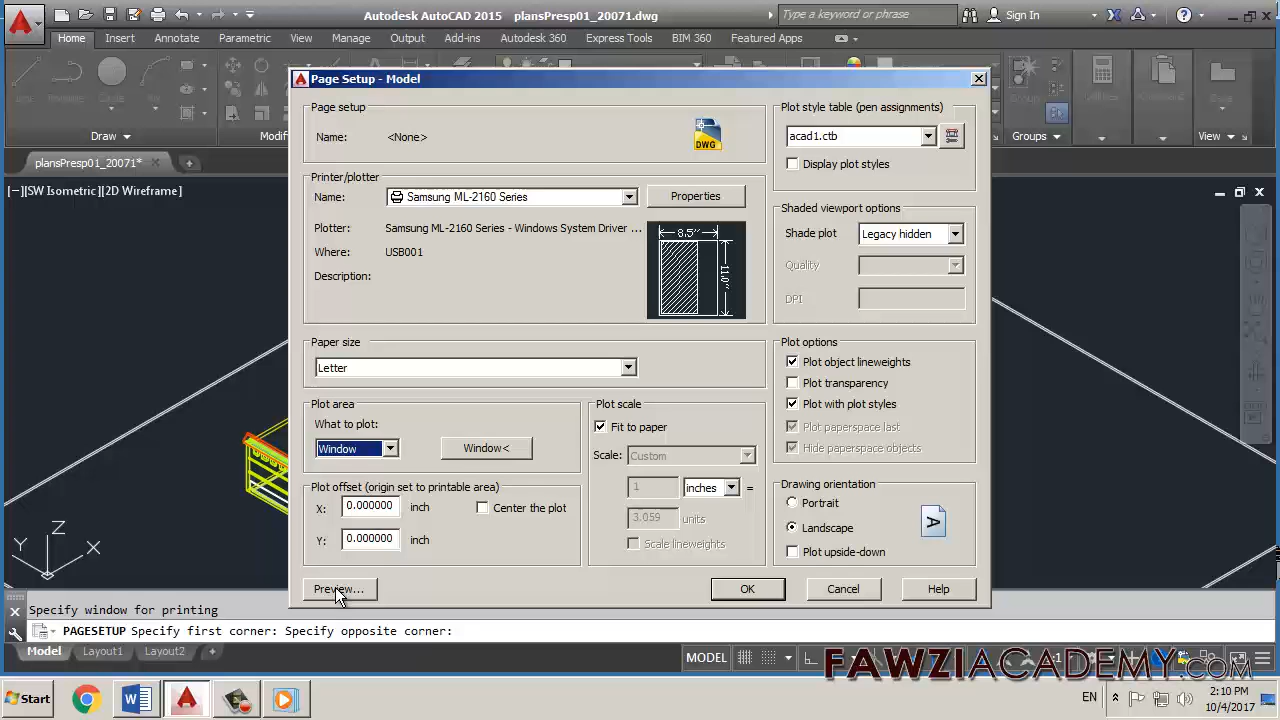 Autodesk AutoCAD 2015 plansPresp01_20071.dwg
Type a keyword or phrase
Sign In
Home Insert Annotate Parametric View Manage Output Add-ins Autodesk 360 Express Tools BIM 360 Featured Apps
Draw
Groups
View
plansPresp01_20071*
[−][SW Isometric][2D Wireframe]
Page Setup - Model
Page setup
Name: <None>
DWG
Printer/plotter
Name: Samsung ML-2160 Series
Properties
Plotter: Samsung ML-2160 Series - Windows System Driver ...
Where: USB001
Description:
8.5''
11.0''
Paper size
Letter
Plot area
What to plot:
Window
Window<
Plot offset (origin set to printable area)
X: 0.000000 inch
Center the plot
Y: 0.000000 inch
Plot scale
Fit to paper
Scale: Custom
1 inches =
3.059 units
Scale lineweights
Plot style table (pen assignments)
acad1.ctb
Display plot styles
Shaded viewport options
Shade plot Legacy hidden
Quality
DPI
Plot options
Plot object lineweights
Plot transparency
Plot with plot styles
Plot paperspace last
Hide paperspace objects
Drawing orientation
Portrait
Landscape
A
Plot upside-down
Preview...
OK
Cancel
Help
Z
Y X
Specify window for printing
PAGESETUP Specify first corner: Specify opposite corner:
Model Layout1 Layout2
MODEL
FAWZIACADEMY.COM
Start
EN
2:10 PM
10/4/2017